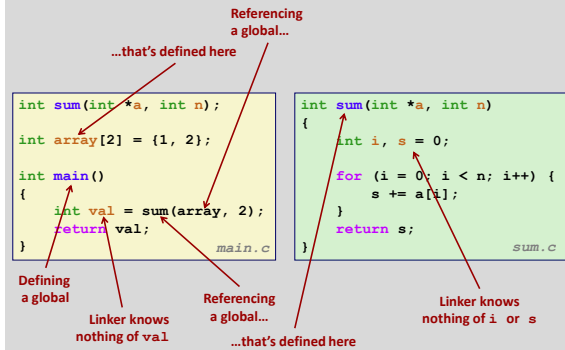 Referencing
a global…
…that's defined here
int sum(int *a, int n);
int array[2] = {1, 2};
int main()
{
int val = sum(array, 2);
return val;
}
main.c
int sum(int *a, int n)
{
int i, s = 0;
for (i = 0; i < n; i++) {
s += a[i];
}
return s;
}
sum.c
Defining
a global
Linker knows
nothing of val
Referencing
a global…
…that's defined here
Linker knows
nothing of i or s